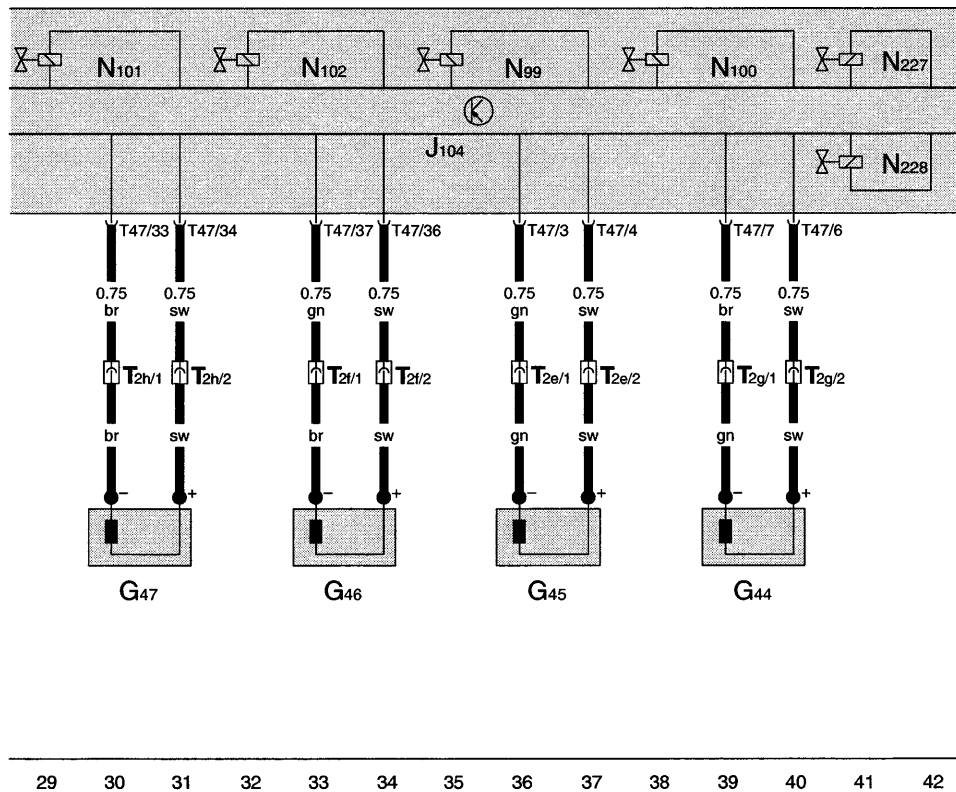 N101 N102 N99 N100 N227
J104 N228
T47/33 T47/34 T47/37 T47/36 T47/3 T47/4 T47/7 T47/6
0.75 0.75 0.75 0.75 0.75 0.75 0.75 0.75
br sw gn sw gn sw br sw
T2h/1 T2h/2 T2f/1 T2f/2 T2e/1 T2e/2 T2g/1 T2g/2
br sw br sw gn sw gn sw
- + - + - + - +
G47 G46 G45 G44
29 30 31 32 33 34 35 36 37 38 39 40 41 42